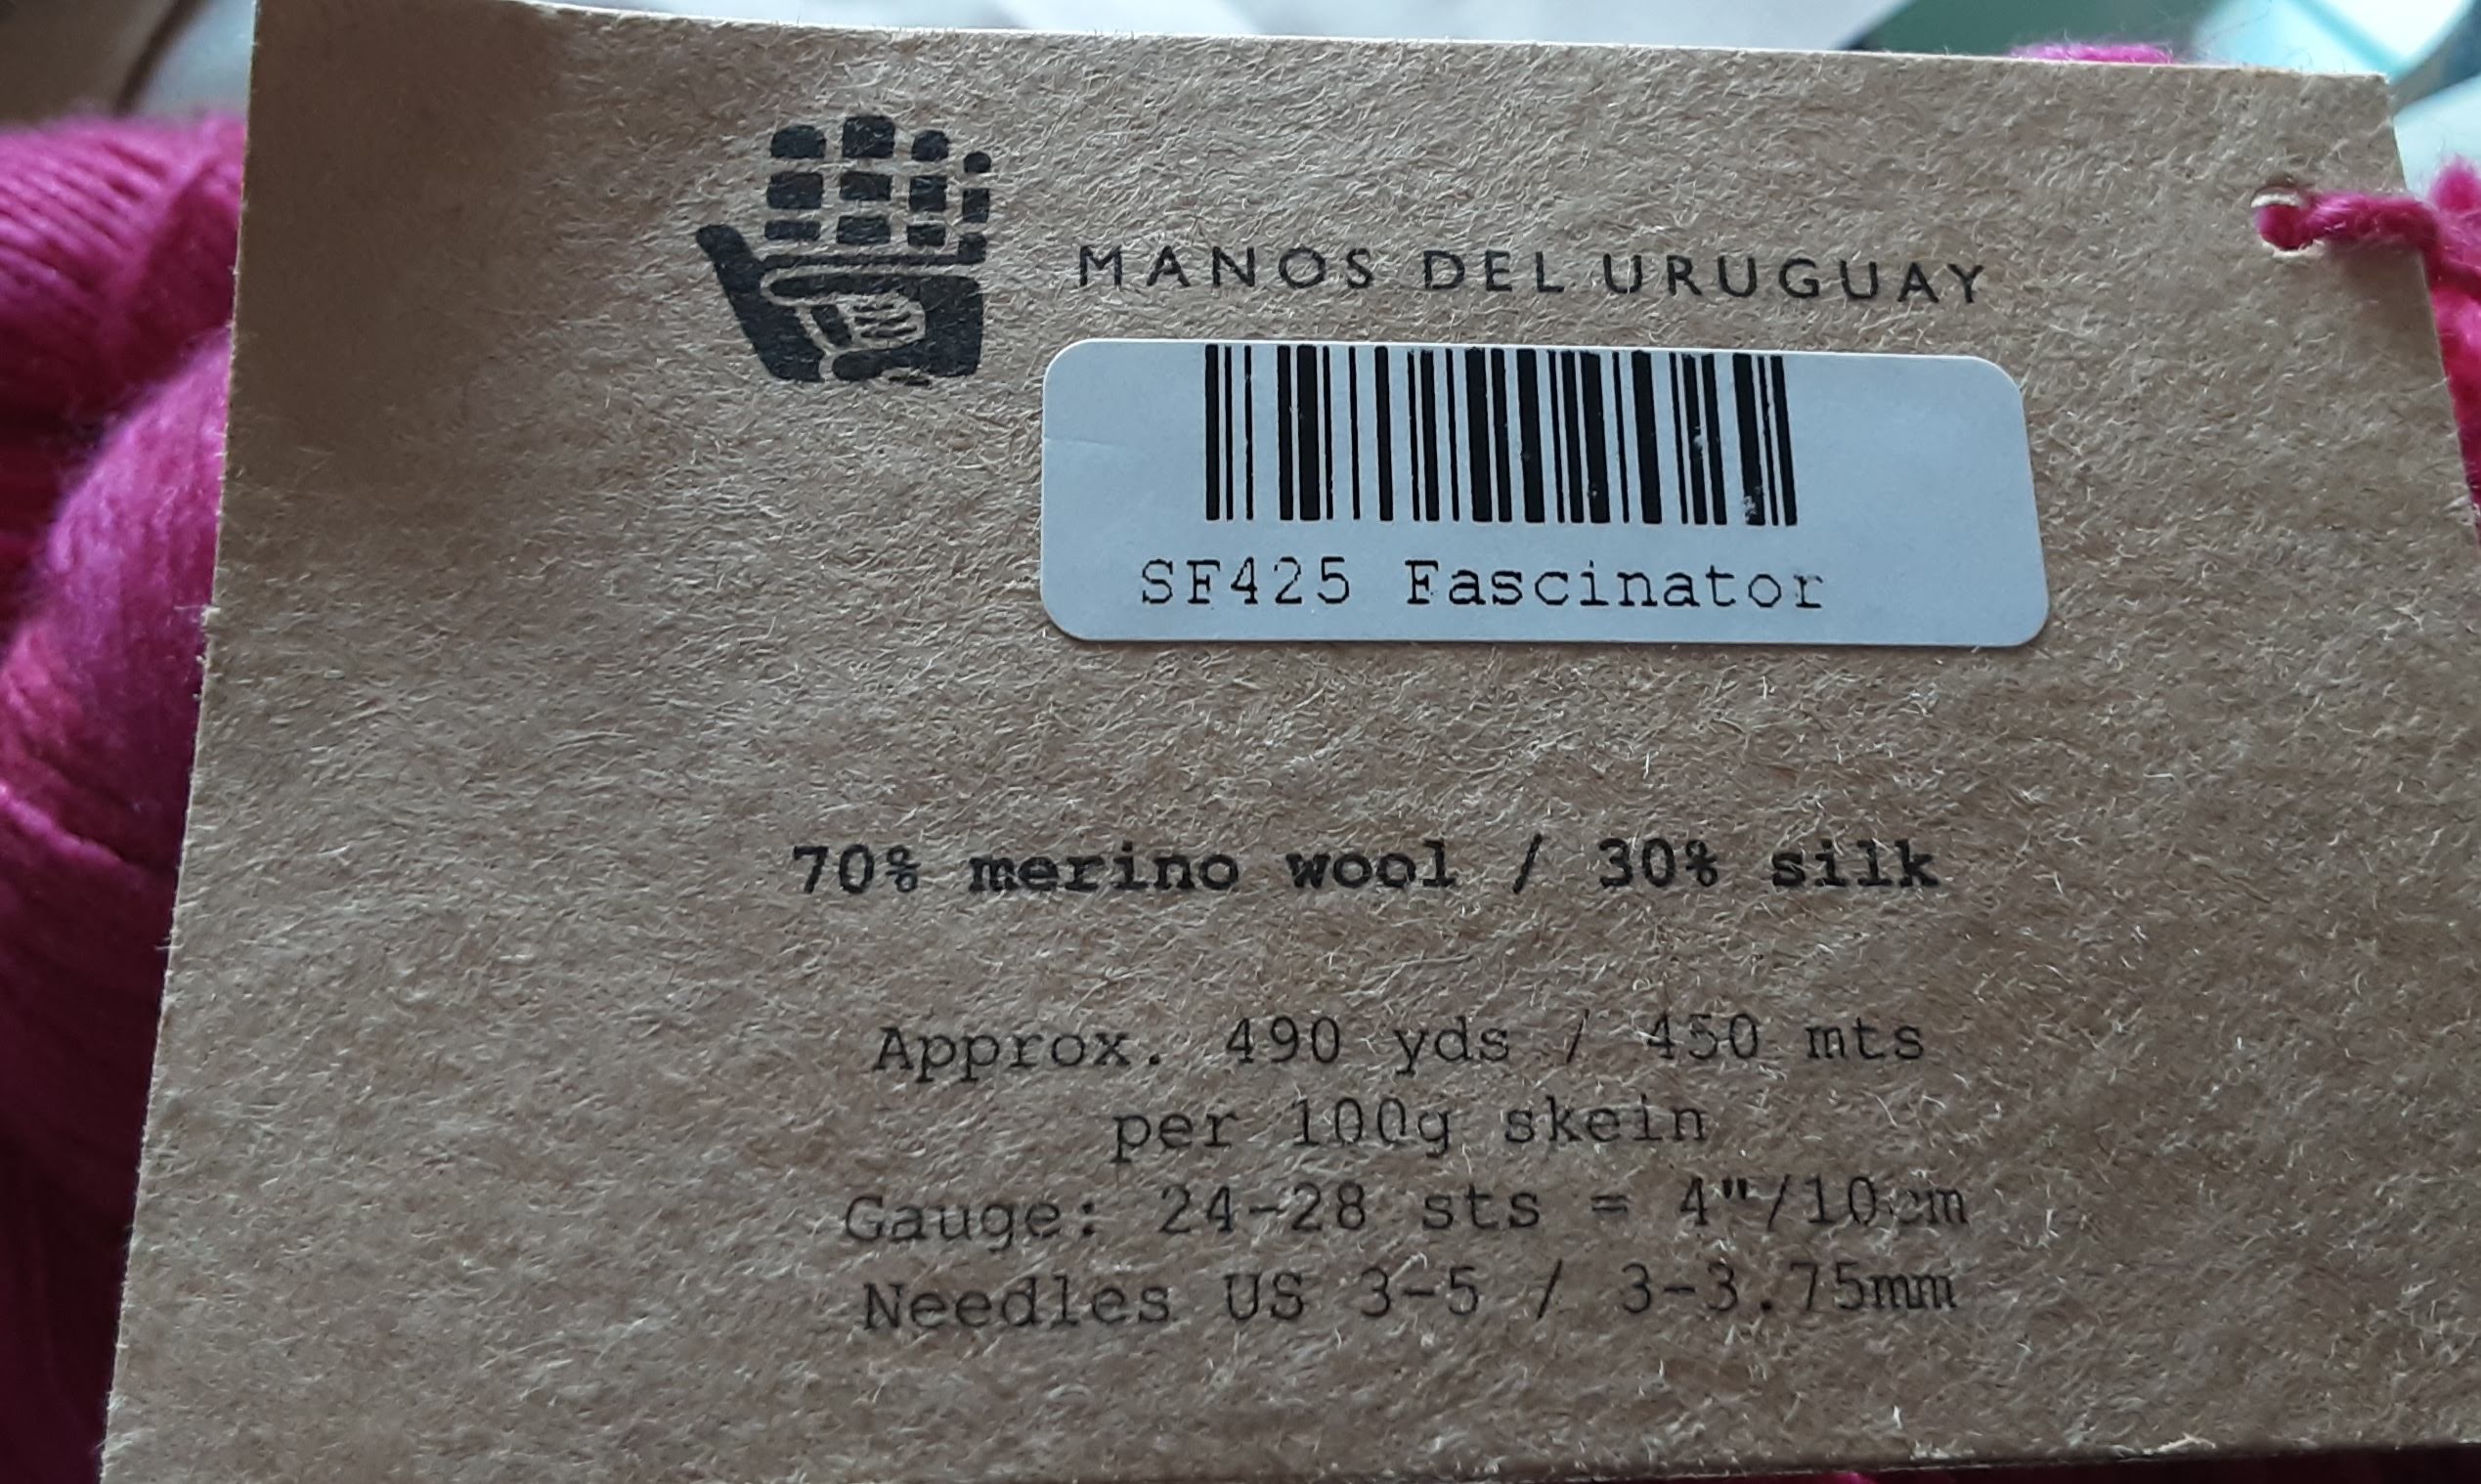 MANOS DEL URUGUAY
SF425 Fascinator
70% merino wool / 30% silk
Approx. 490 yds / 450 mts
per 100g skein
Gauge: 24-28 sts = 4"/10cm
Needles US 3-5 / 3-3.75mm